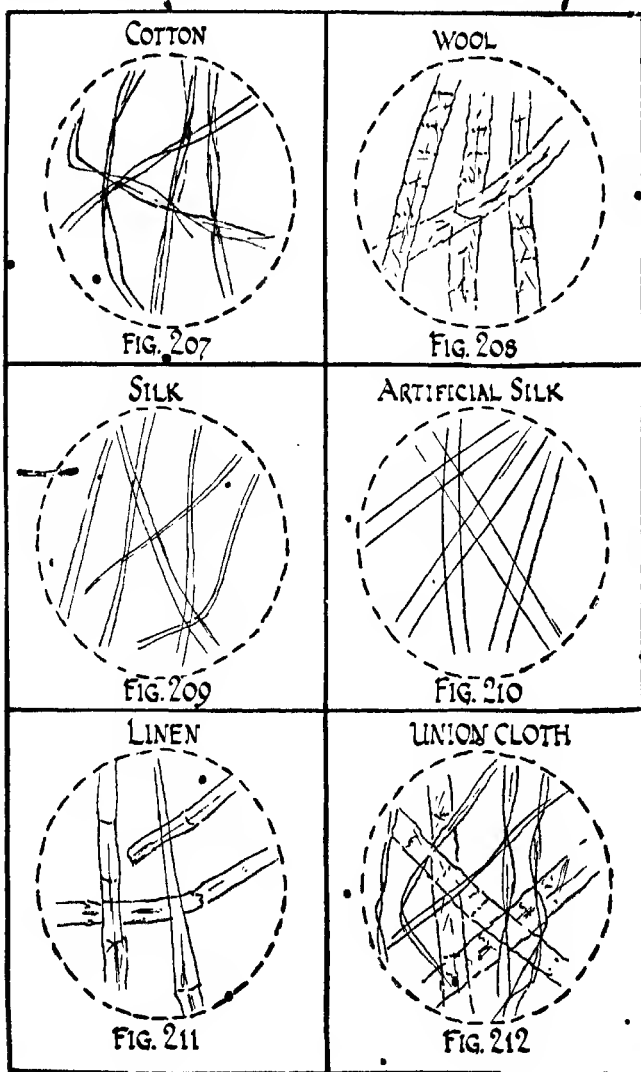 COTTON
WOOL
FIG. 207
FIG. 208
SILK
ARTIFICIAL SILK
FIG. 209
FIG. 210
LINEN
UNION CLOTH
FIG. 211
FIG. 212